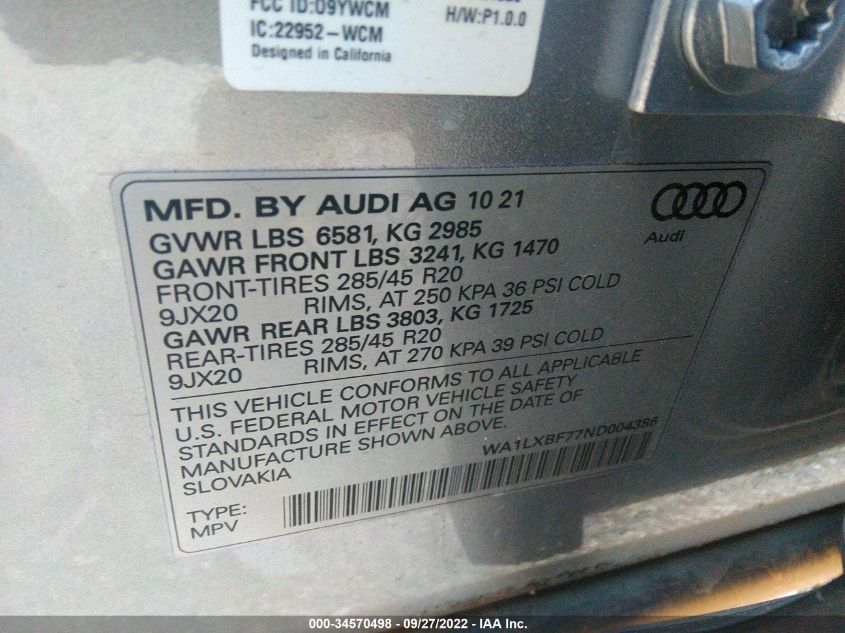 FCC ID:O9YWCM
IC:22952-WCM
Designed in California
H/W:P1.0.0
MFD. BY AUDI AG 10 21
Audi
GVWR LBS 6581, KG 2985
GAWR FRONT LBS 3241, KG 1470
FRONT-TIRES 285/45 R20
9JX20 RIMS, AT 250 KPA 36 PSI COLD
GAWR REAR LBS 3803, KG 1725
REAR-TIRES 285/45 R20
9JX20 RIMS, AT 270 KPA 39 PSI COLD
THIS VEHICLE CONFORMS TO ALL APPLICABLE
U.S. FEDERAL MOTOR VEHICLE SAFETY
STANDARDS IN EFFECT ON THE DATE OF
MANUFACTURE SHOWN ABOVE.
SLOVAKIA
WA1LXBF77ND004386
TYPE:
MPV
000-34570498 - 09/27/2022 - IAA Inc.